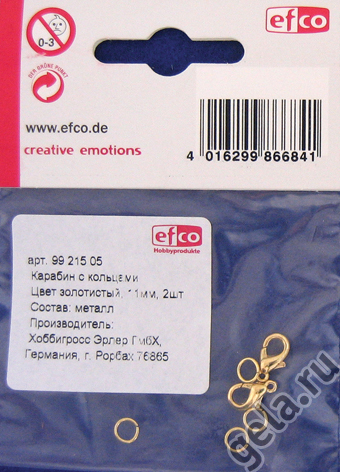 0-3
DER GRÜNE PUNKT
efco
www.efco.de
creative emotions
4 016299 866841
efco
Hobbyprodukte
арт. 99 215 05
Карабин с кольцами
Цвет золотистый, 11мм, 2шт
Состав: металл
Производитель:
Хоббигросс Эрлер ГмбХ,
Германия, г. Рорбах 76865
gela.ru